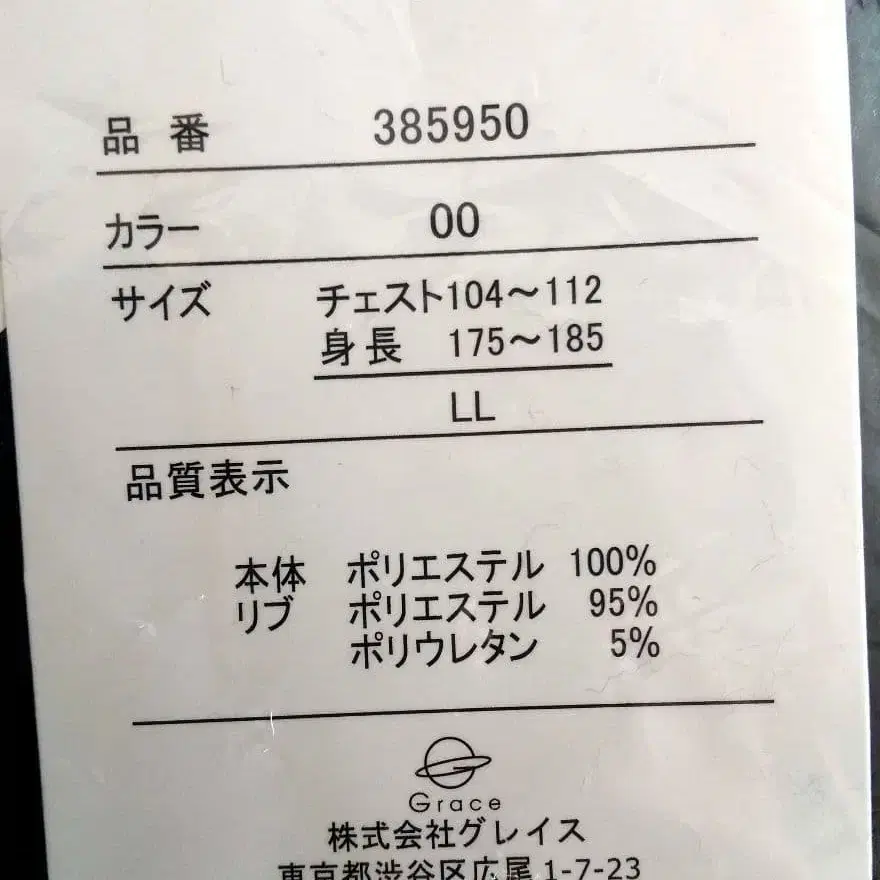 品番 385950
カラー 00
サイズ チェスト104～112
身長 175～185
LL
品質表示
本体 ポリエステル 100%
リブ ポリエステル 95%
ポリウレタン 5%
Grace
株式会社グレイス
東京都渋谷区広尾1-7-23